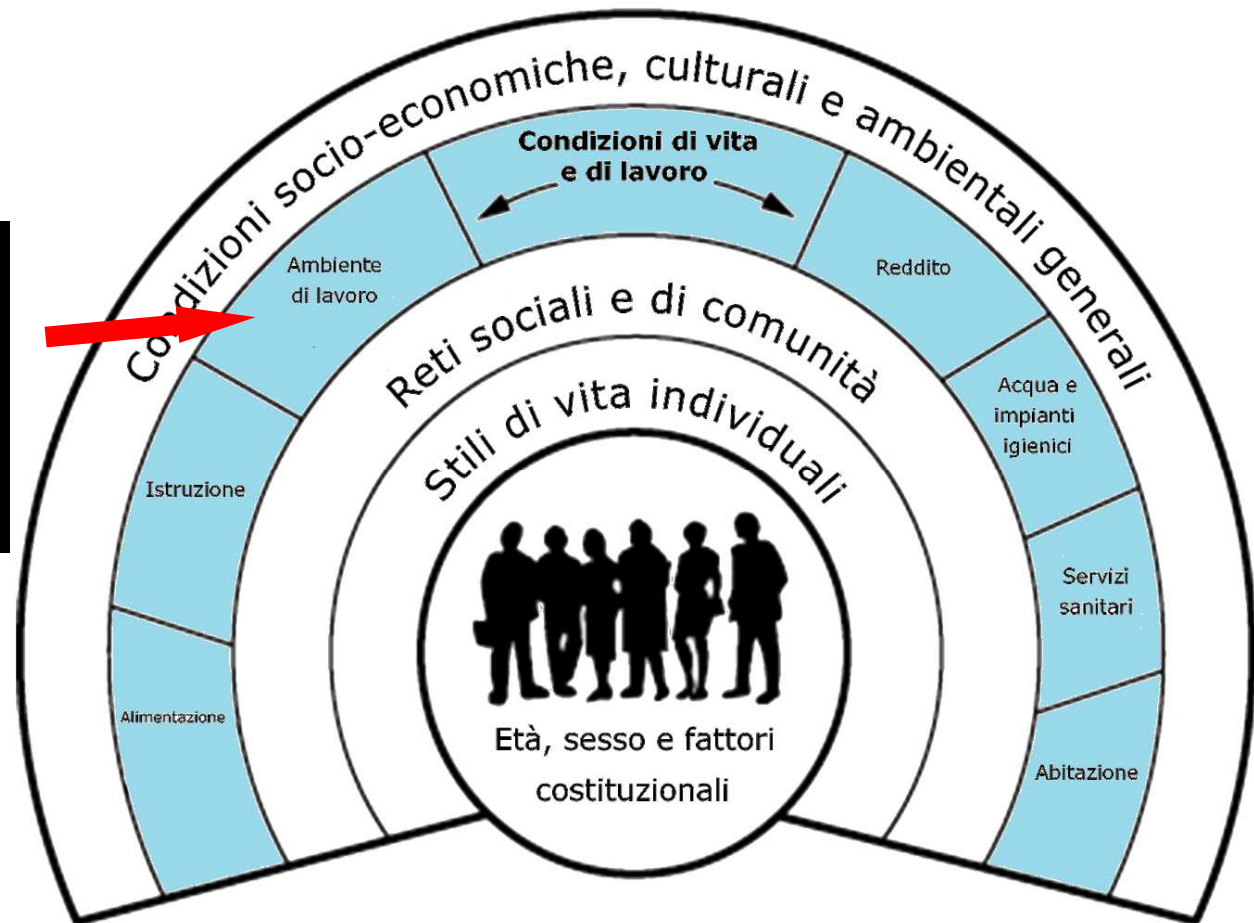 Condizioni socio-economiche, culturali e ambientali generali
Condizioni di vita
e di lavoro
Ambiente
di lavoro
Reddito
Reti sociali e di comunità
Acqua e
impianti
igienici
Stili di vita individuali
Istruzione
Servizi
sanitari
Alimentazione
Età, sesso e fattori
costituzionali
Abitazione